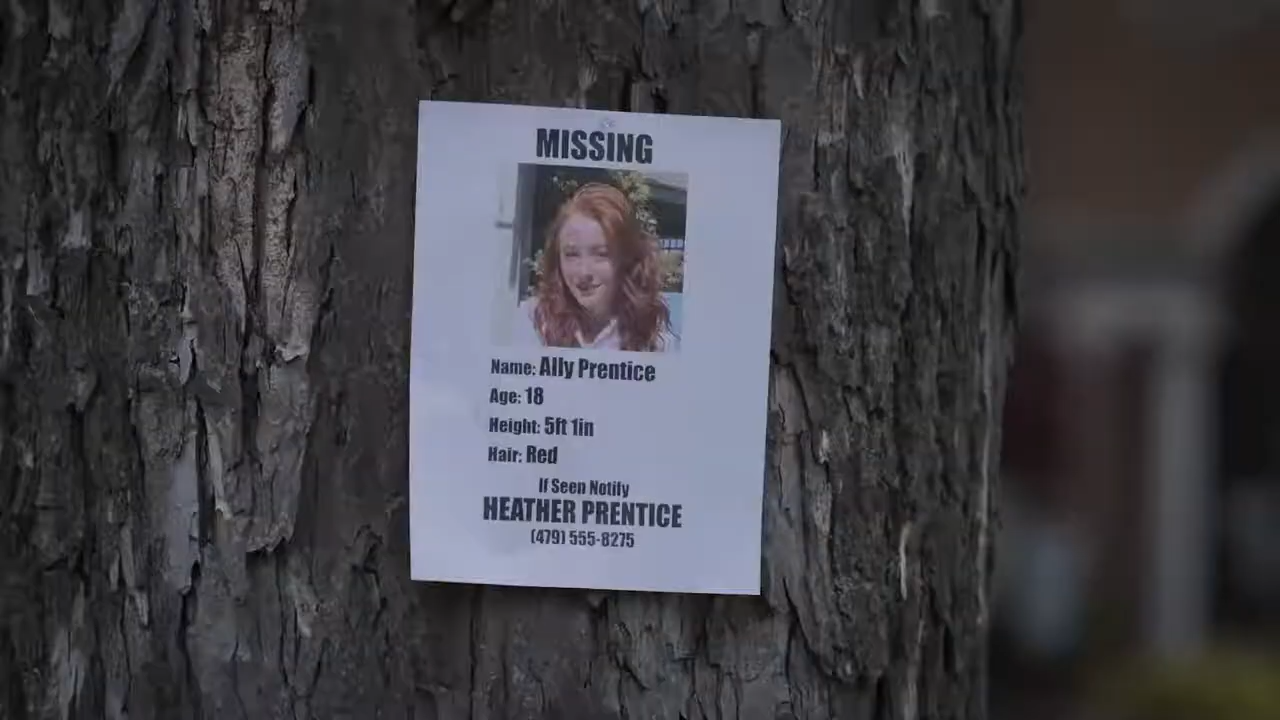 MISSING
Name: Ally Prentice
Age: 18
Height: 5ft 1in
Hair: Red
If Seen Notify
HEATHER PRENTICE
(479) 555-8275